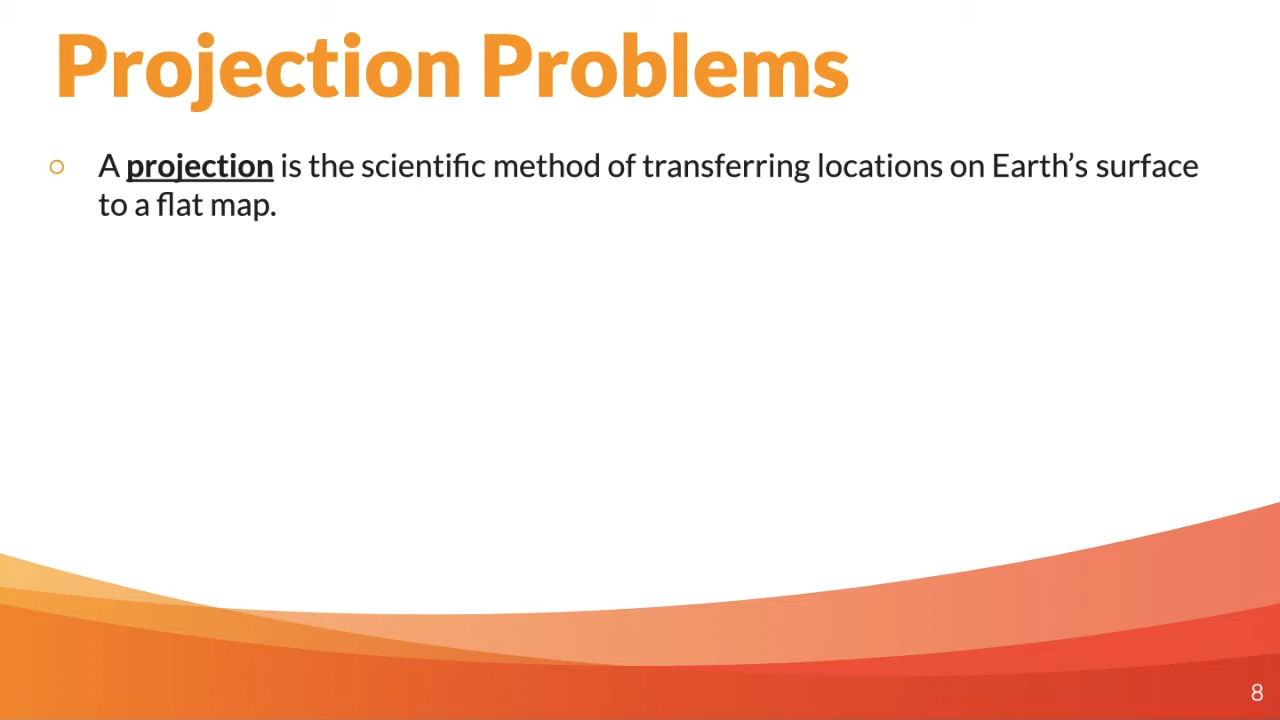 Projection Problems
○ A projection is the scientific method of transferring locations on Earth’s surface
to a flat map.
8